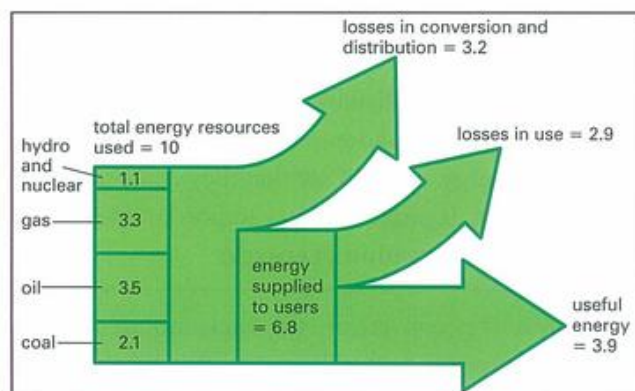 losses in conversion and
distribution = 3.2
total energy resources
used = 10
losses in use = 2.9
hydro
and
nuclear
1.1
gas
3.3
oil
3.5
coal
2.1
energy
supplied
to users
= 6.8
useful
energy
= 3.9